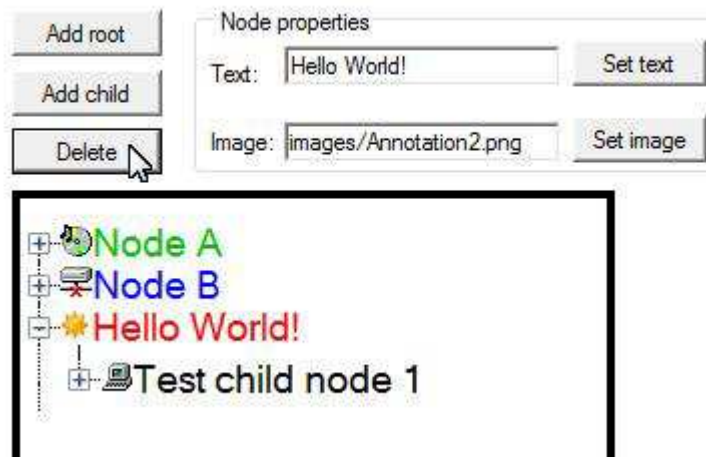 Add root
Node properties
Text: Hello World! Set text
Add child
Image: images/Annotation2.png Set image
Delete
Node A
Node B
Hello World!
Test child node 1